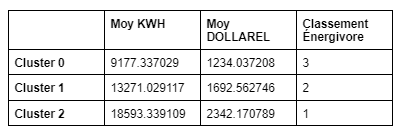 Moy KWH Moy DOLLAREL Classement Énergivore
Cluster 0 9177.337029 1234.037208 3
Cluster 1 13271.029117 1692.562746 2
Cluster 2 18593.339109 2342.170789 1